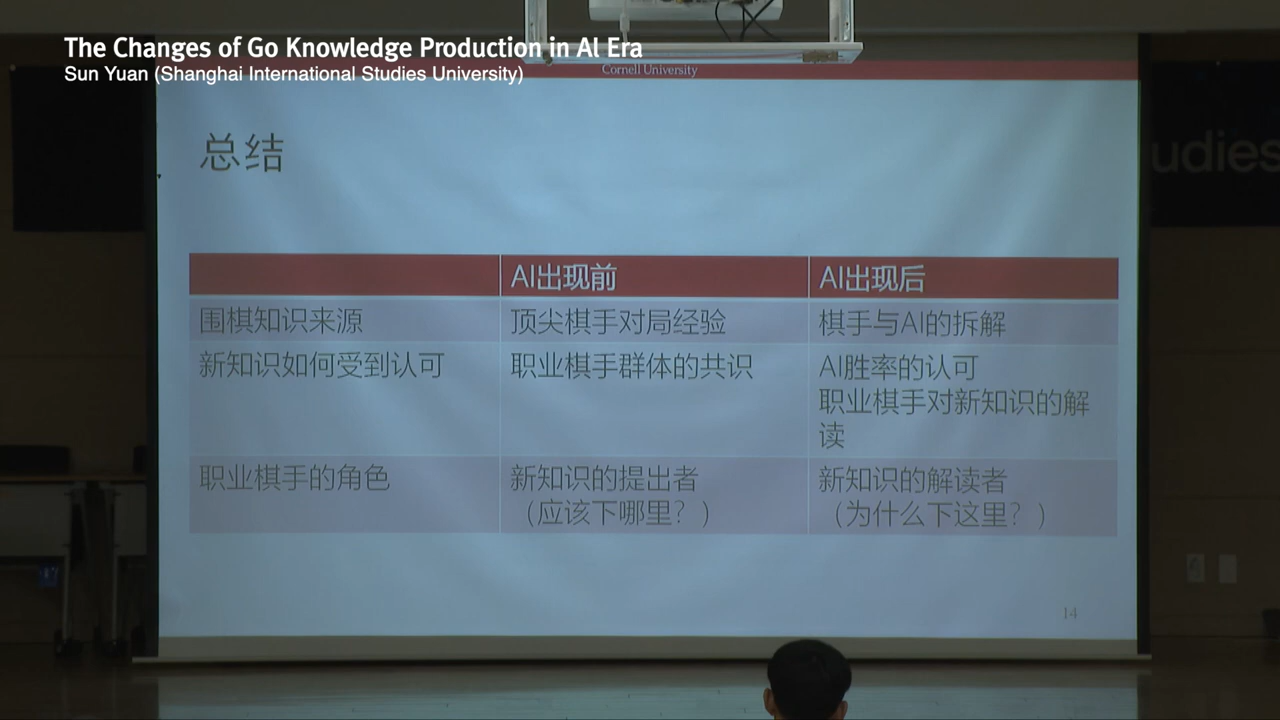 The Changes of Go Knowledge Production in AI Era
Sun Yuan (Shanghai International Studies University)
Cornell University
udies
总结
AI出现前 AI出现后
围棋知识来源 顶尖棋手对局经验 棋手与AI的拆解
新知识如何受到认可 职业棋手群体的共识 AI胜率的认可
职业棋手对新知识的解
读
职业棋手的角色 新知识的提出者 新知识的解读者
（应该下哪里？） （为什么下这里？）
14